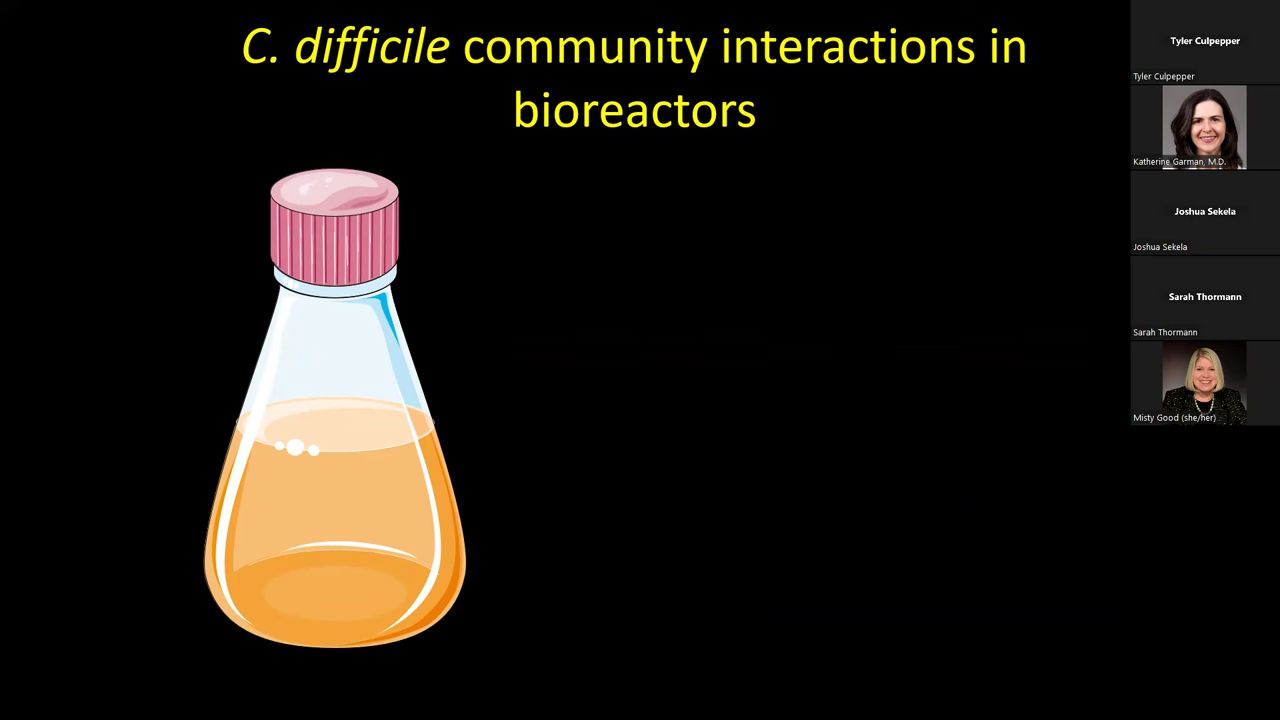 C. difficile community interactions in
bioreactors
Tyler Culpepper
Tyler Culpepper
Katherine Garman, M.D.
Joshua Sekela
Joshua Sekela
Sarah Thormann
Sarah Thormann
Misty Good (she/her)